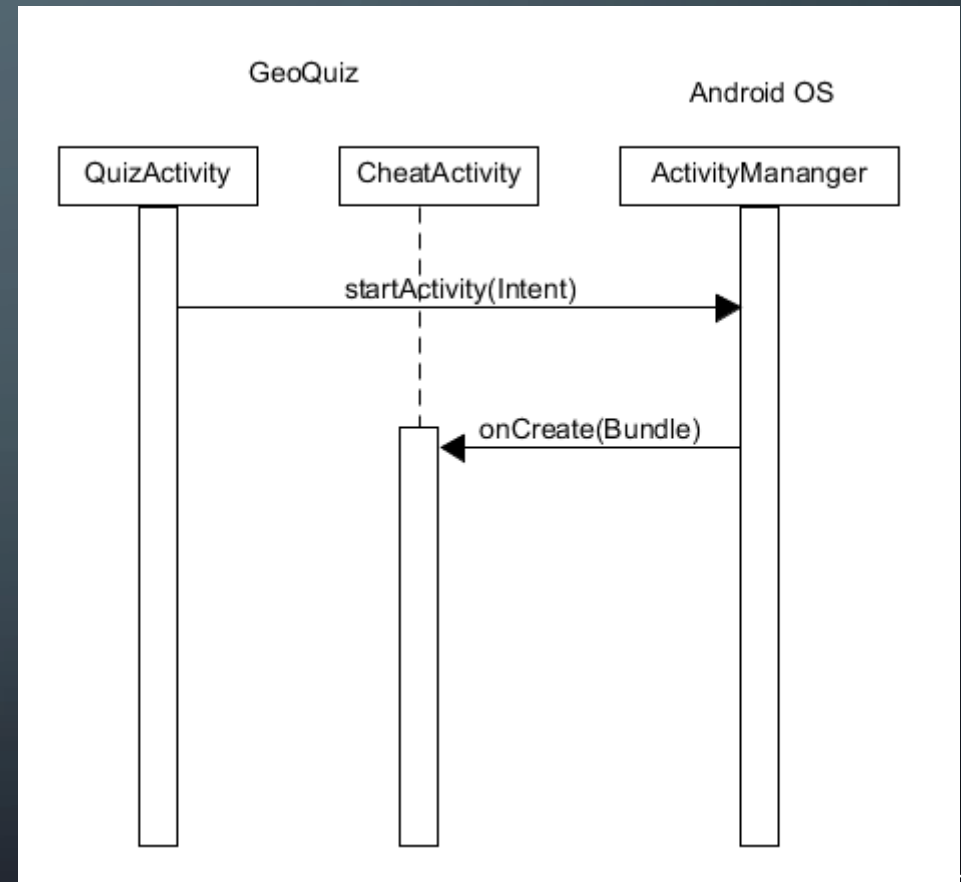 GeoQuiz
Android OS
QuizActivity
CheatActivity
ActivityMananger
startActivity(Intent)
onCreate(Bundle)